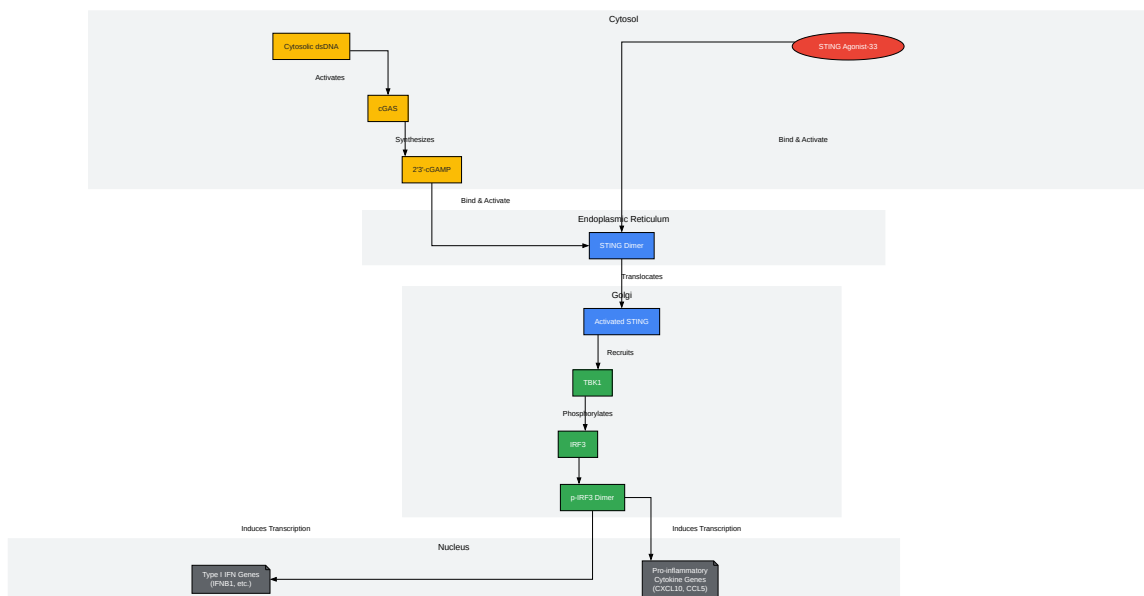 Cytosol
Cytosolic dsDNA
STING Agonist-33
Activates
cGAS
Synthesizes
Bind & Activate
2'3'-cGAMP
Bind & Activate
Endoplasmic Reticulum
STING Dimer
Translocates
Golgi
Activated STING
Recruits
TBK1
Phosphorylates
IRF3
p-IRF3 Dimer
Induces Transcription
Induces Transcription
Nucleus
Type I IFN Genes
(IFNB1, etc.)
Pro-inflammatory
Cytokine Genes
(CXCL10, CCL5)